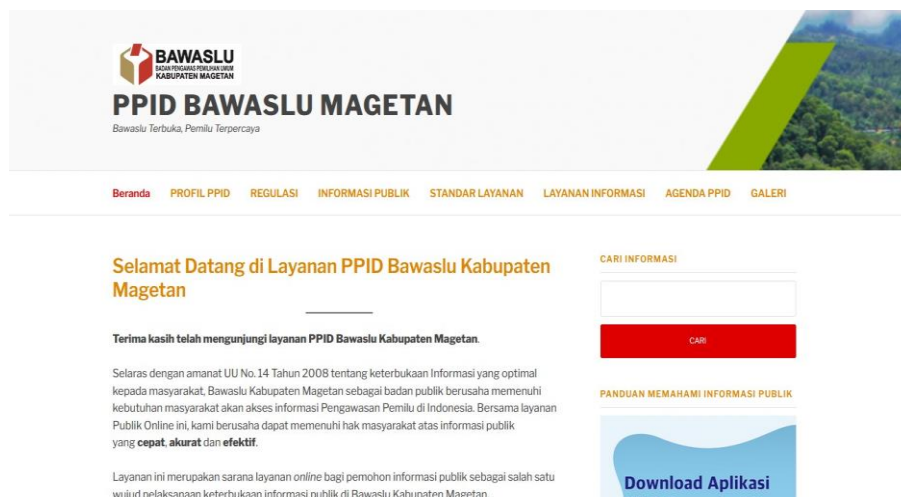 BAWASLU
BADAN PENGAWAS PEMILIHAN UMUM
KABUPATEN MAGETAN
PPID BAWASLU MAGETAN
Bawaslu Terbuka, Pemilu Terpercaya
Beranda PROFIL PPID REGULASI INFORMASI PUBLIK STANDAR LAYANAN LAYANAN INFORMASI AGENDA PPID GALERI
Selamat Datang di Layanan PPID Bawaslu Kabupaten
Magetan
Terima kasih telah mengunjungi layanan PPID Bawaslu Kabupaten Magetan.
Selaras dengan amanat UU No. 14 Tahun 2008 tentang keterbukaan Informasi yang optimal
kepada masyarakat, Bawaslu Kabupaten Magetan sebagai badan publik berusaha memenuhi
kebutuhan masyarakat akan akses informasi Pengawasan Pemilu di Indonesia. Bersama layanan
Publik Online ini, kami berusaha dapat memenuhi hak masyarakat atas informasi publik
yang cepat, akurat dan efektif.
Layanan ini merupakan sarana layanan online bagi pemohon informasi publik sebagai salah satu
wujud pelaksanaan keterbukaan informasi publik di Bawaslu Kabupaten Magetan.
CARI INFORMASI
CARI
PANDUAN MEMAHAMI INFORMASI PUBLIK
Download Aplikasi